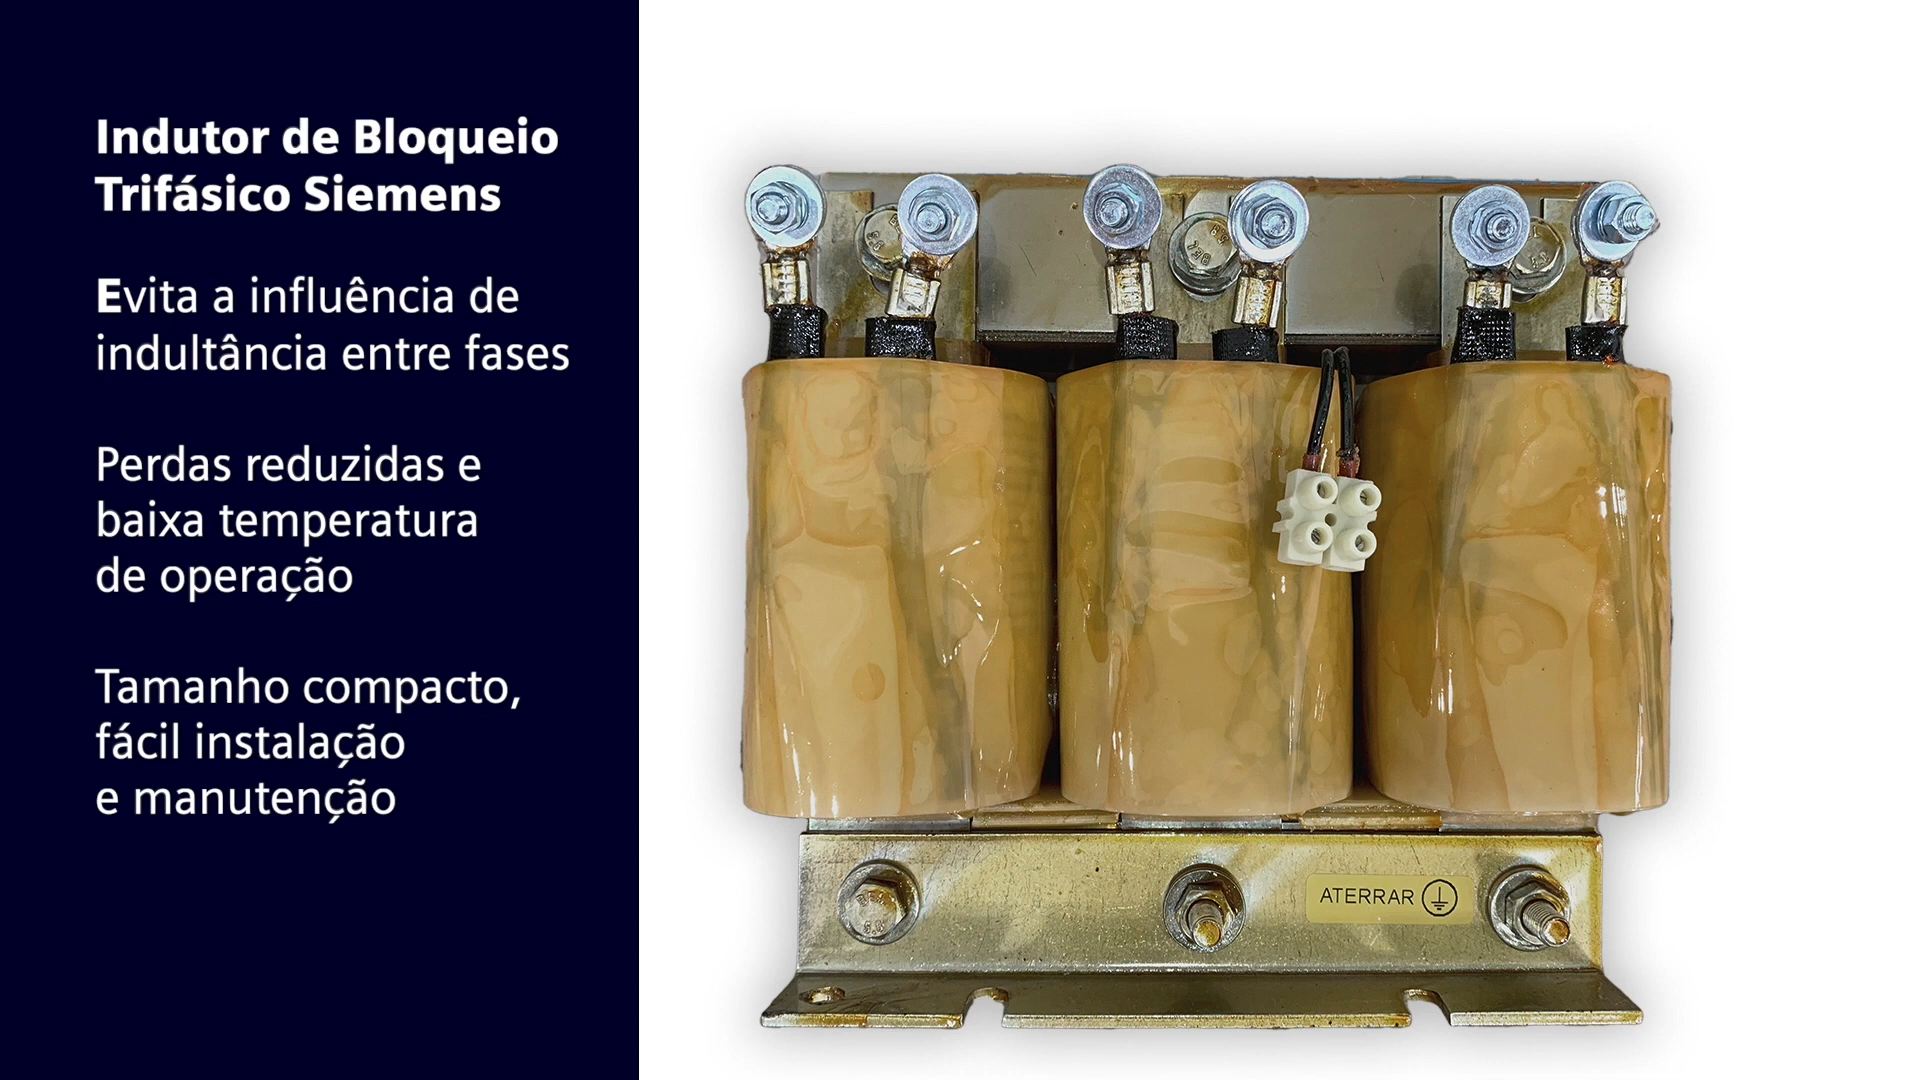 Indutor de Bloqueio
Trifásico Siemens
Evita a influência de
indultância entre fases
Perdas reduzidas e
baixa temperatura
de operação
Tamanho compacto,
fácil instalação
e manutenção
ATERRAR